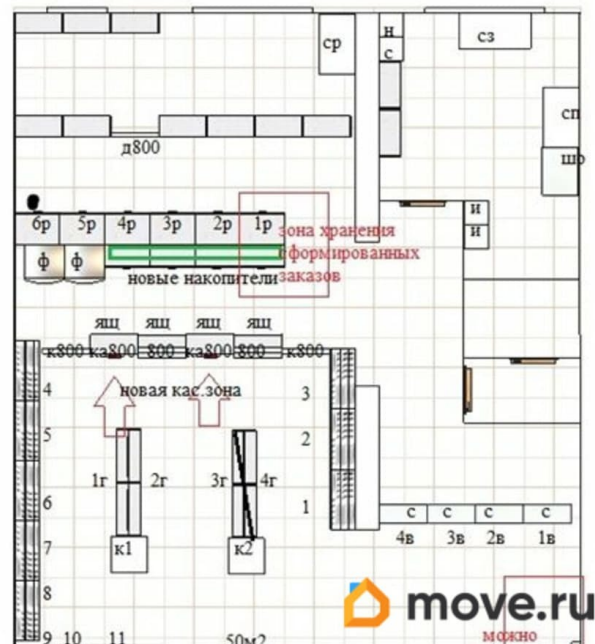 н
ср
с
сз
сп
шо
д800
6р 5р 4р 3р 2р 1р
и
и
зона хранения
сформированных
заказов
ф ф
новые накопители
ящ ящ ящ ящ
к800 ка800 800 ка800 800 к800
новая кас.зона
4
3
5
2
1г 2г 3г 4г
6
1
с с с с
4в 3в 2в 1в
7
к1 к2
8
move.ru
9 10 11 50м2
можно